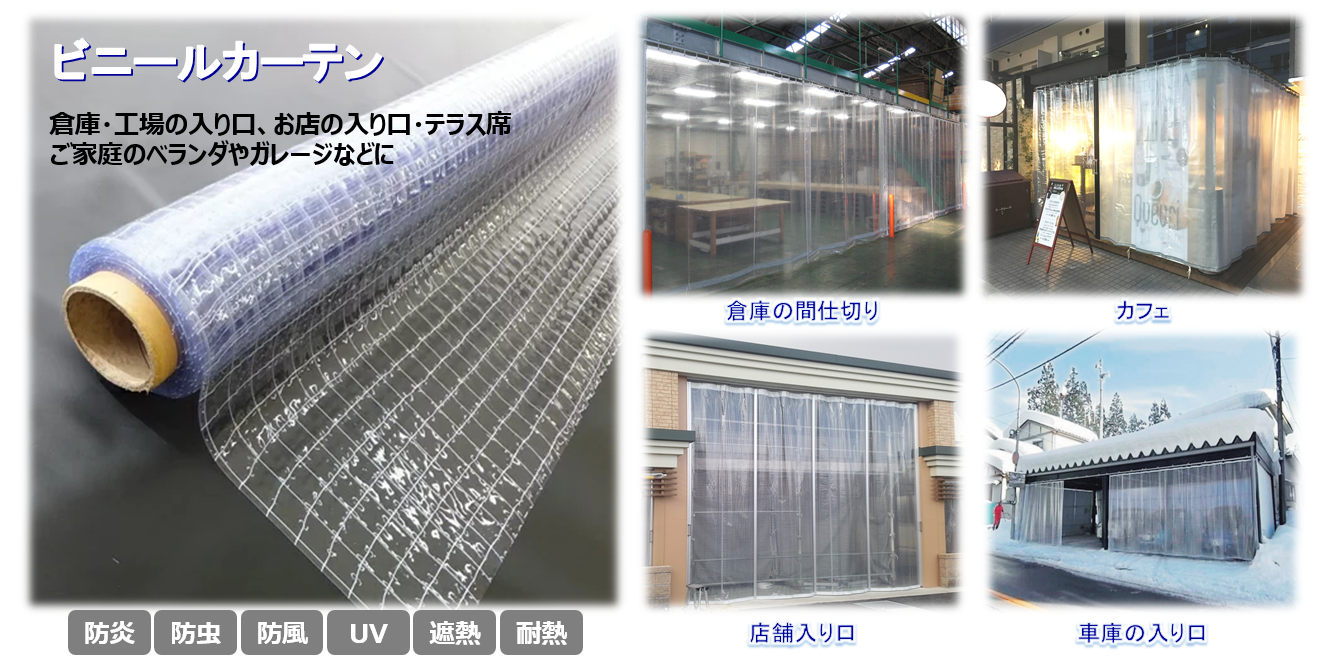 ビニールカーテン
倉庫・工場の入り口、お店の入り口・テラス席
ご家庭のベランダやガレージなどに
倉庫の間仕切り
カフェ
店舗入り口
車庫の入り口
防炎
防虫
防風
UV
遮熱
耐熱